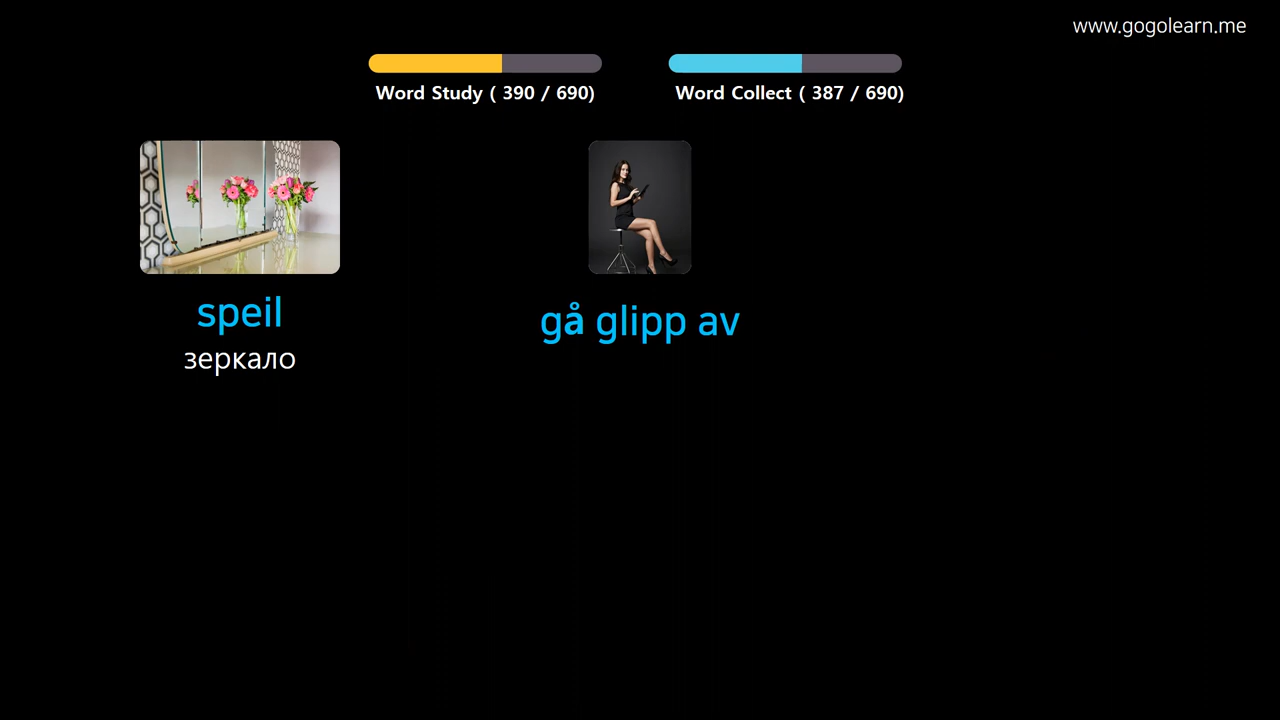 www.gogolearn.me
Word Study ( 390 / 690)
Word Collect ( 387 / 690)
speil
зеркало
gå glipp av